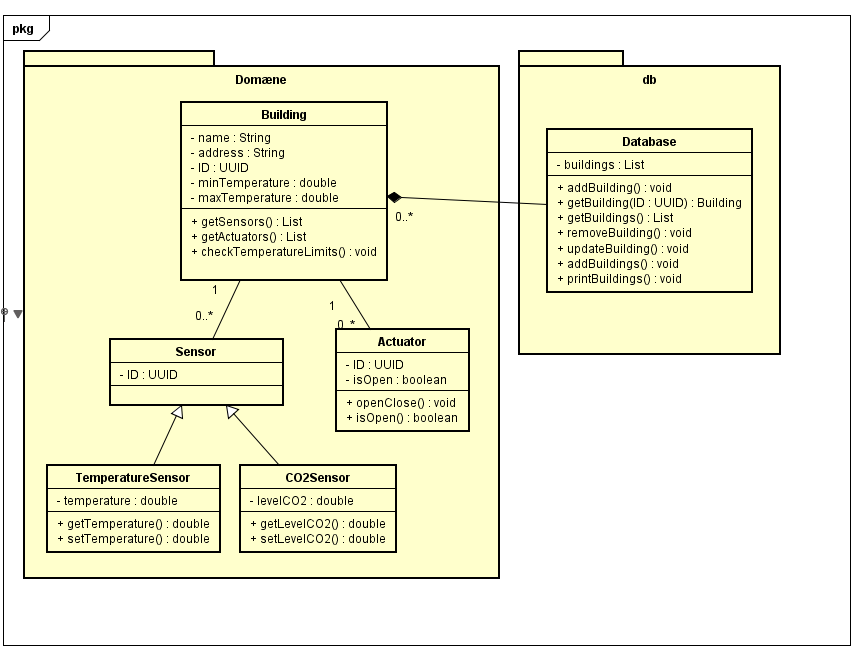 pkg
Domæne
Building
- name : String
- address : String
- ID : UUID
- minTemperature : double
- maxTemperature : double
+ getSensors() : List
+ getActuators() : List
+ checkTemperatureLimits() : void
0..*
1
0..*
1
0..*
Sensor
- ID : UUID
Actuator
- ID : UUID
- isOpen : boolean
+ openClose() : void
+ isOpen() : boolean
TemperatureSensor
- temperature : double
+ getTemperature() : double
+ setTemperature() : double
CO2Sensor
- levelCO2 : double
+ getLevelCO2() : double
+ setLevelCO2() : double
db
Database
- buildings : List
+ addBuilding() : void
+ getBuilding(ID : UUID) : Building
+ getBuildings() : List
+ removeBuilding() : void
+ updateBuilding() : void
+ addBuildings() : void
+ printBuildings() : void